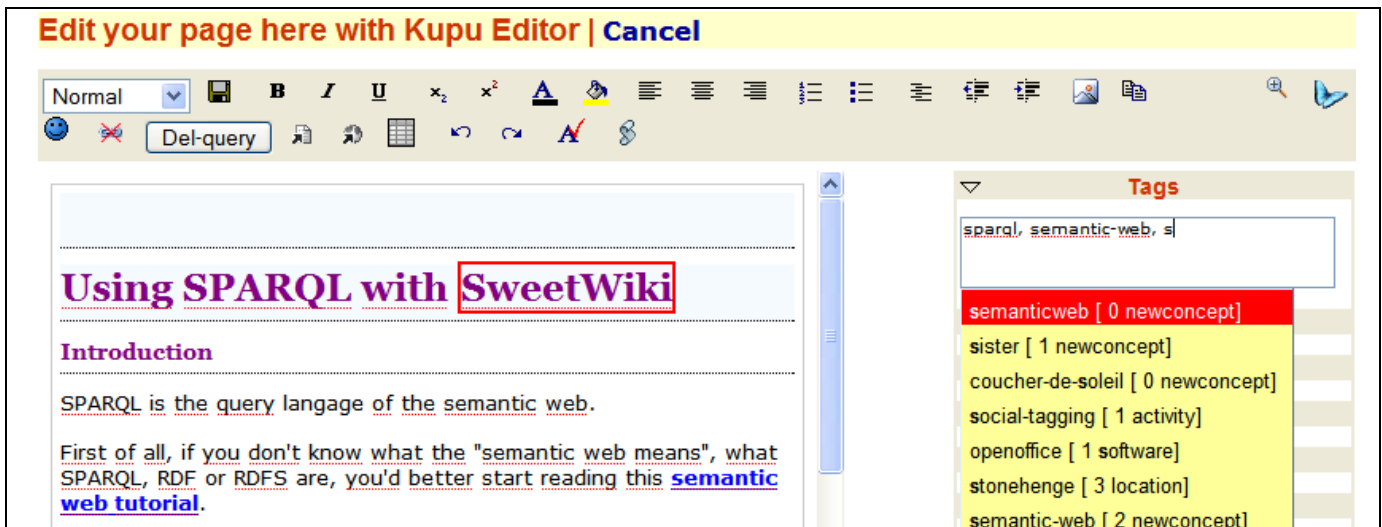 Edit your page here with Kupu Editor | Cancel
Normal
B I U x₂ x² A
Del-query
Tags
sparql, semantic-web, s
Using SPARQL with SweetWiki
Introduction
SPARQL is the query langage of the semantic web.
First of all, if you don't know what the "semantic web means", what
SPARQL, RDF or RDFS are, you'd better start reading this semantic
web tutorial.
semanticweb [ 0 newconcept]
sister [ 1 newconcept]
coucher-de-soleil [ 0 newconcept]
social-tagging [ 1 activity]
openoffice [ 1 software]
stonehenge [ 3 location]
semantic-web [ 2 newconcept]